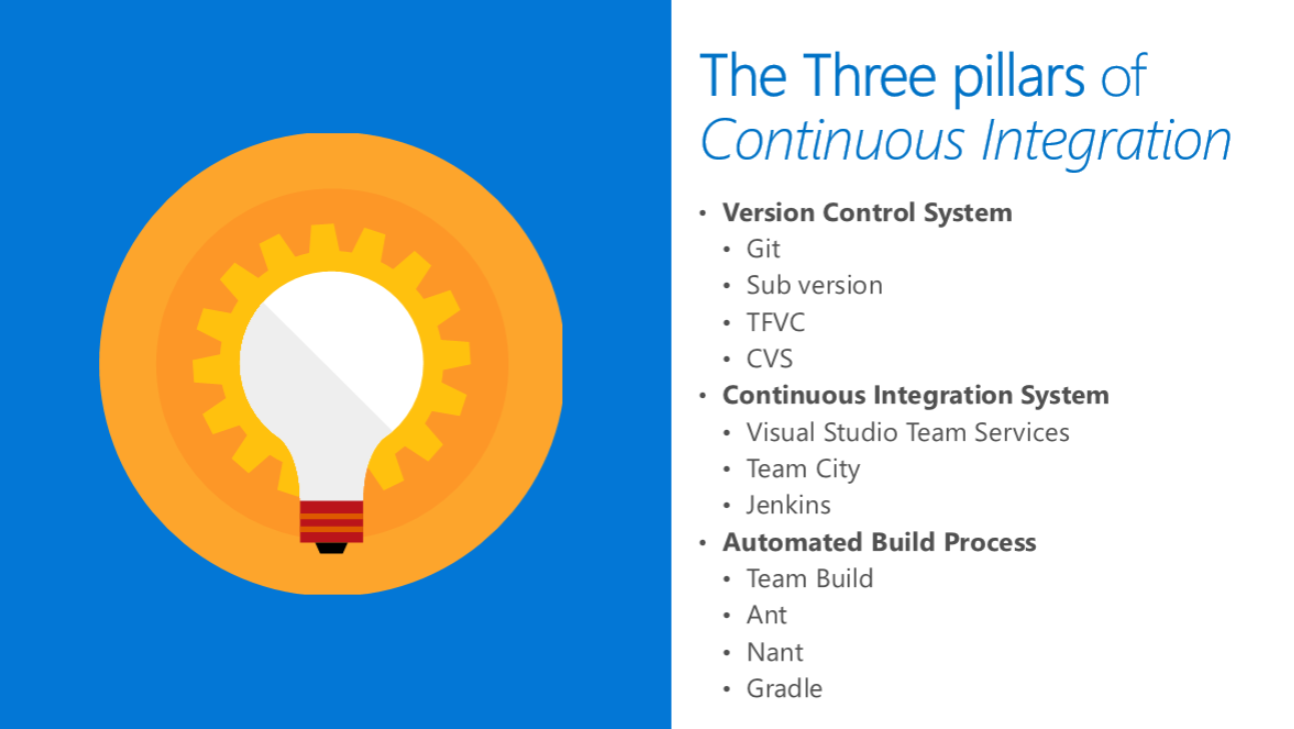 The Three pillars of
Continuous Integration
• Version Control System
• Git
• Sub version
• TFVC
• CVS
• Continuous Integration System
• Visual Studio Team Services
• Team City
• Jenkins
• Automated Build Process
• Team Build
• Ant
• Nant
• Gradle